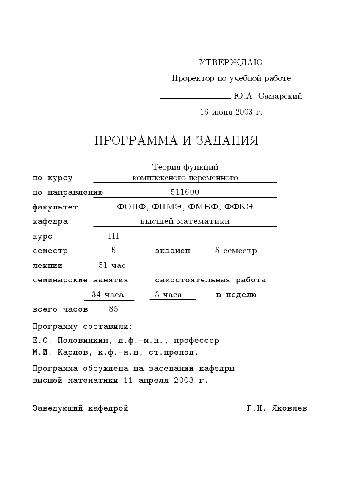 УТВЕРЖДАЮ
Проректор по учебной работе
Ю.А. Самарский
16 июня 2003 г.
ПРОГРАММА И ЗАДАНИЯ
Теория функций
по курсу комплексного переменного
по направлению 511600
факультет ФОПФ, ФПМЭ, ФМБФ, ФФКЭ
кафедра высшей математики
курс III
семестр 5 экзамен 5 семестр
лекции 51 час
семинарские занятия самостоятельная работа
34 часа 3 часа в неделю
всего часов 85
Программу составили:
Е.С. Половинкин, д.ф.-м.н., профессор
М.И. Карлов, к.ф.-м.н, ст.препод.
Программа обсуждена на заседании кафедры
высшей математики 11 апреля 2003 г.
Заведующий кафедрой Г.Н. Яковлев